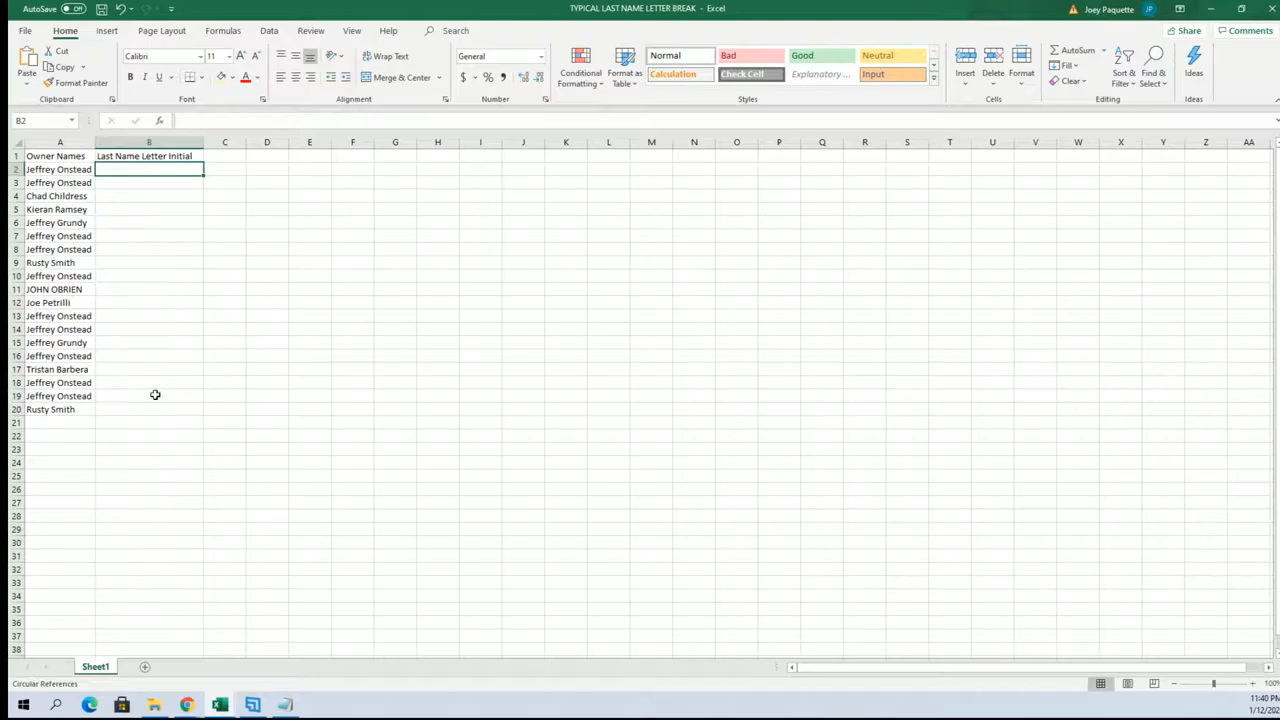 AutoSave Off
TYPICAL LAST NAME LETTER BREAK - Excel
Joey Paquette JP
File Home Insert Page Layout Formulas Data Review View Help Search
Share Comments
Paste Cut Copy Format Painter
Clipboard
Calibri 11
B I U
Font
Wrap Text
Merge & Center
Alignment
General
$ %
Number
Conditional Formatting
Format as Table
Normal Bad Good Neutral
Calculation Check Cell Explanatory ... Input
Styles
Insert Delete Format
Cells
AutoSum
Fill
Clear
Sort & Filter
Find & Select
Editing
Ideas
Ideas
B2 fx
A B C D E F G H I J K L M N O P Q R S T U V W X Y Z AA
1 Owner Names Last Name Letter Initial
2 Jeffrey Onstead
3 Jeffrey Onstead
4 Chad Childress
5 Kieran Ramsey
6 Jeffrey Grundy
7 Jeffrey Onstead
8 Jeffrey Onstead
9 Rusty Smith
10 Jeffrey Onstead
11 JOHN OBRIEN
12 Joe Petrilli
13 Jeffrey Onstead
14 Jeffrey Onstead
15 Jeffrey Grundy
16 Jeffrey Onstead
17 Tristan Barbera
18 Jeffrey Onstead
19 Jeffrey Onstead
20 Rusty Smith
21
22
23
24
25
26
27
28
29
30
31
32
33
34
35
36
37
38
Sheet1
Circular References
100%
11:40 PM
1/12/202